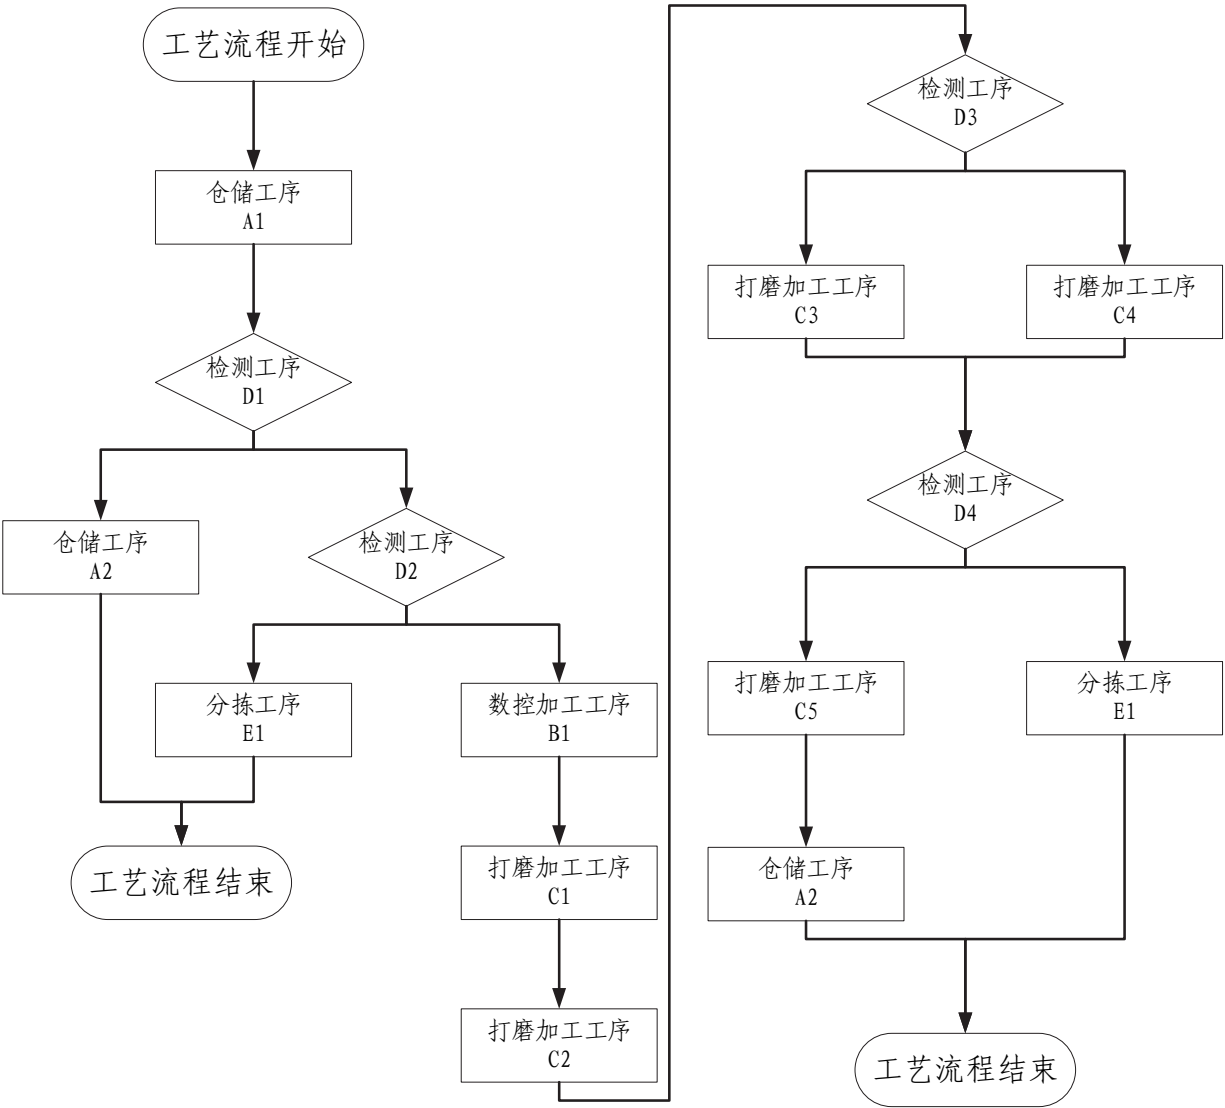 工艺流程开始
仓储工序
A1
检测工序
D1
仓储工序
A2
检测工序
D2
分拣工序
E1
数控加工工序
B1
工艺流程结束
打磨加工工序
C1
打磨加工工序
C2
检测工序
D3
打磨加工工序
C3
打磨加工工序
C4
检测工序
D4
打磨加工工序
C5
分拣工序
E1
仓储工序
A2
工艺流程结束